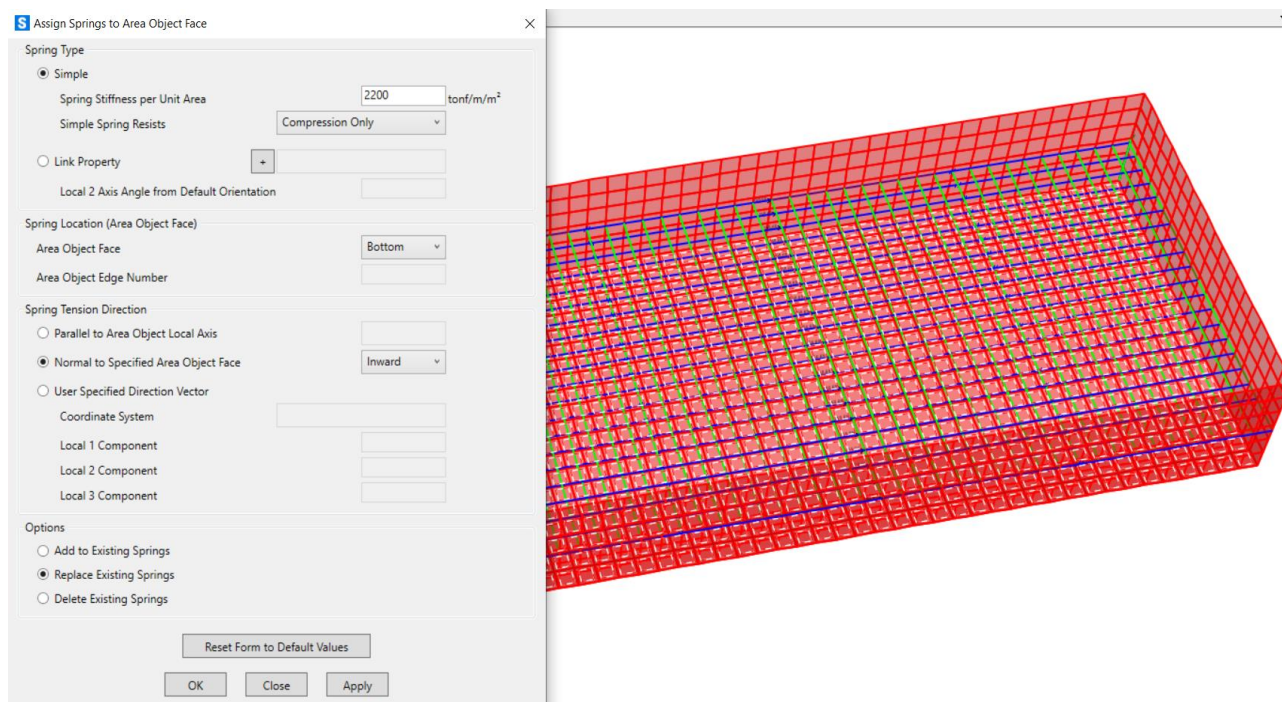 S Assign Springs to Area Object Face
Spring Type
Simple
Spring Stiffness per Unit Area 2200 tonf/m/m²
Simple Spring Resists Compression Only
Link Property +
Local 2 Axis Angle from Default Orientation
Spring Location (Area Object Face)
Area Object Face Bottom
Area Object Edge Number
Spring Tension Direction
Parallel to Area Object Local Axis
Normal to Specified Area Object Face Inward
User Specified Direction Vector
Coordinate System
Local 1 Component
Local 2 Component
Local 3 Component
Options
Add to Existing Springs
Replace Existing Springs
Delete Existing Springs
Reset Form to Default Values
OK Close Apply